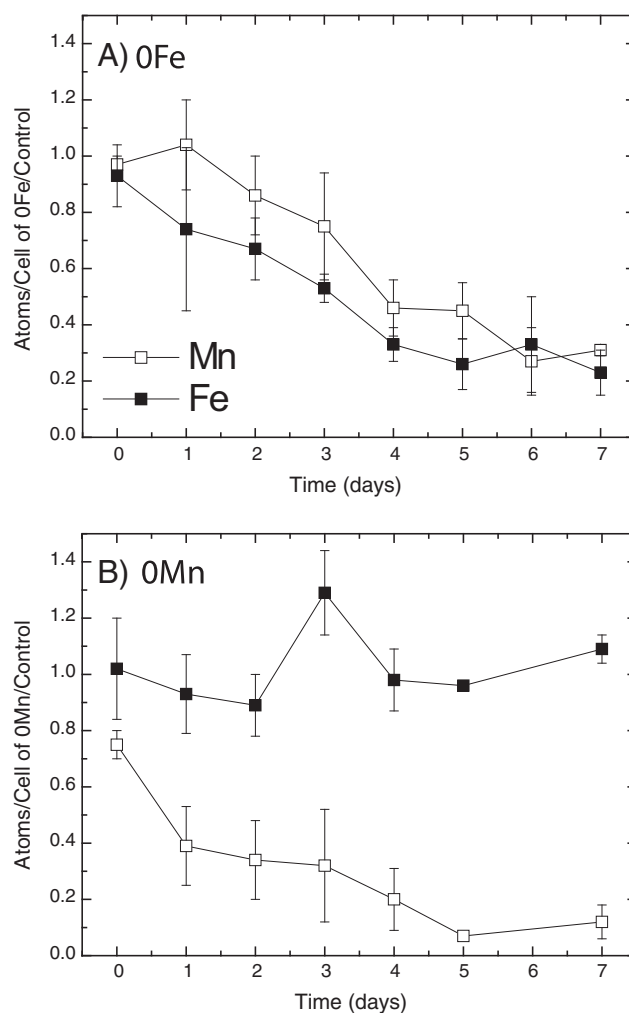 A) 0Fe
Atoms/Cell of 0Fe/Control
1.4
1.2
1.0
0.8
0.6
0.4
0.2
0.0
Mn
Fe
0 1 2 3 4 5 6 7
Time (days)
B) 0Mn
Atoms/Cell of 0Mn/Control
1.4
1.2
1.0
0.8
0.6
0.4
0.2
0.0
0 1 2 3 4 5 6 7
Time (days)